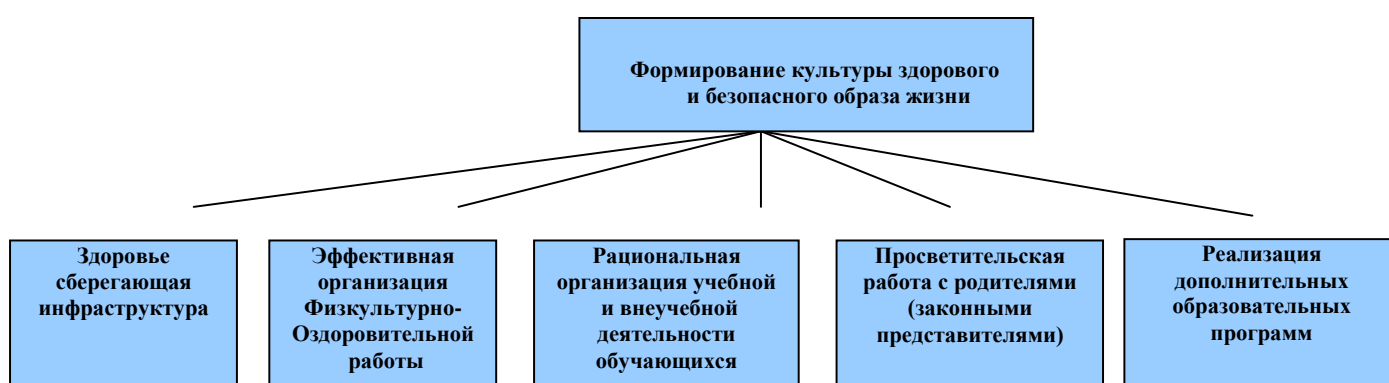 Формирование культуры здорового
и безопасного образа жизни
Здоровье
сберегающая
инфраструктура
Эффективная
организация
Физкультурно-
Оздоровительной
работы
Рациональная
организация учебной
и внеучебной
деятельности
обучающихся
Просветительская
работа с родителями
(законными
представителями)
Реализация
дополнительных
образовательных
программ